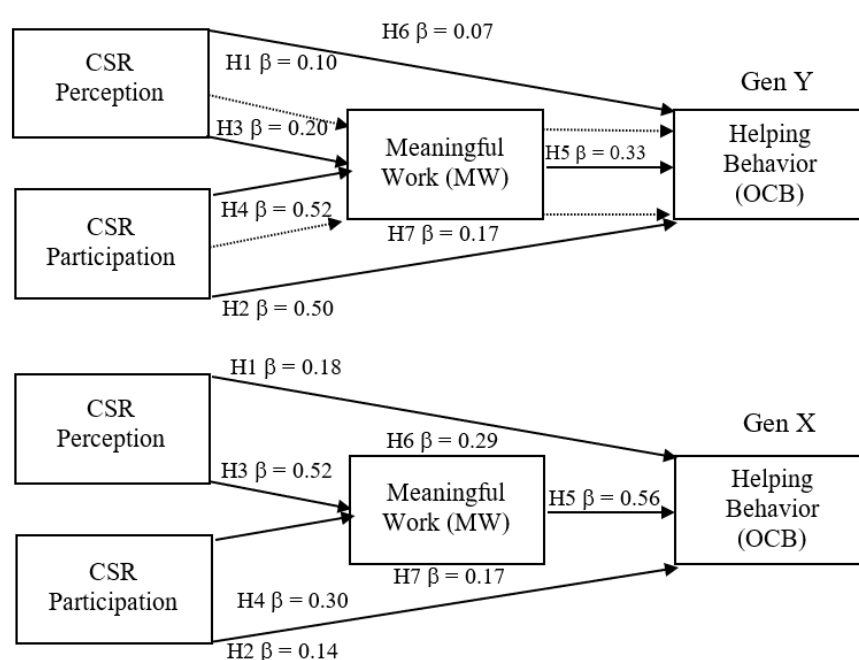 H6 β = 0.07
CSR
Perception
H1 β = 0.10
Gen Y
H3 β = 0.20
Meaningful
Work (MW)
H5 β = 0.33
Helping
Behavior
(OCB)
CSR
Participation
H4 β = 0.52
H7 β = 0.17
H2 β = 0.50
H1 β = 0.18
CSR
Perception
Gen X
H6 β = 0.29
H3 β = 0.52
Meaningful
Work (MW)
H5 β = 0.56
Helping
Behavior
(OCB)
CSR
Participation
H7 β = 0.17
H4 β = 0.30
H2 β = 0.14